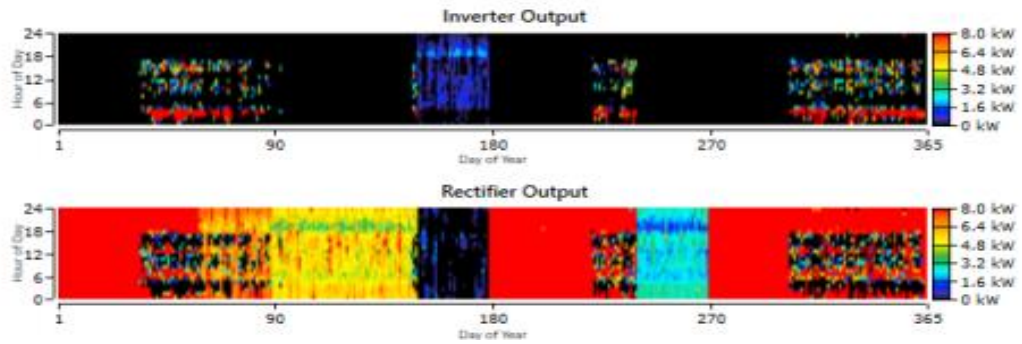 Inverter Output
24
18
12
6
0
Hour of Day
8.0 kW
6.4 kW
4.8 kW
3.2 kW
1.6 kW
0 kW
1 90 180 270 365
Day of Year
Rectifier Output
24
18
12
6
0
Hour of Day
8.0 kW
6.4 kW
4.8 kW
3.2 kW
1.6 kW
0 kW
1 90 180 270 365
Day of Year